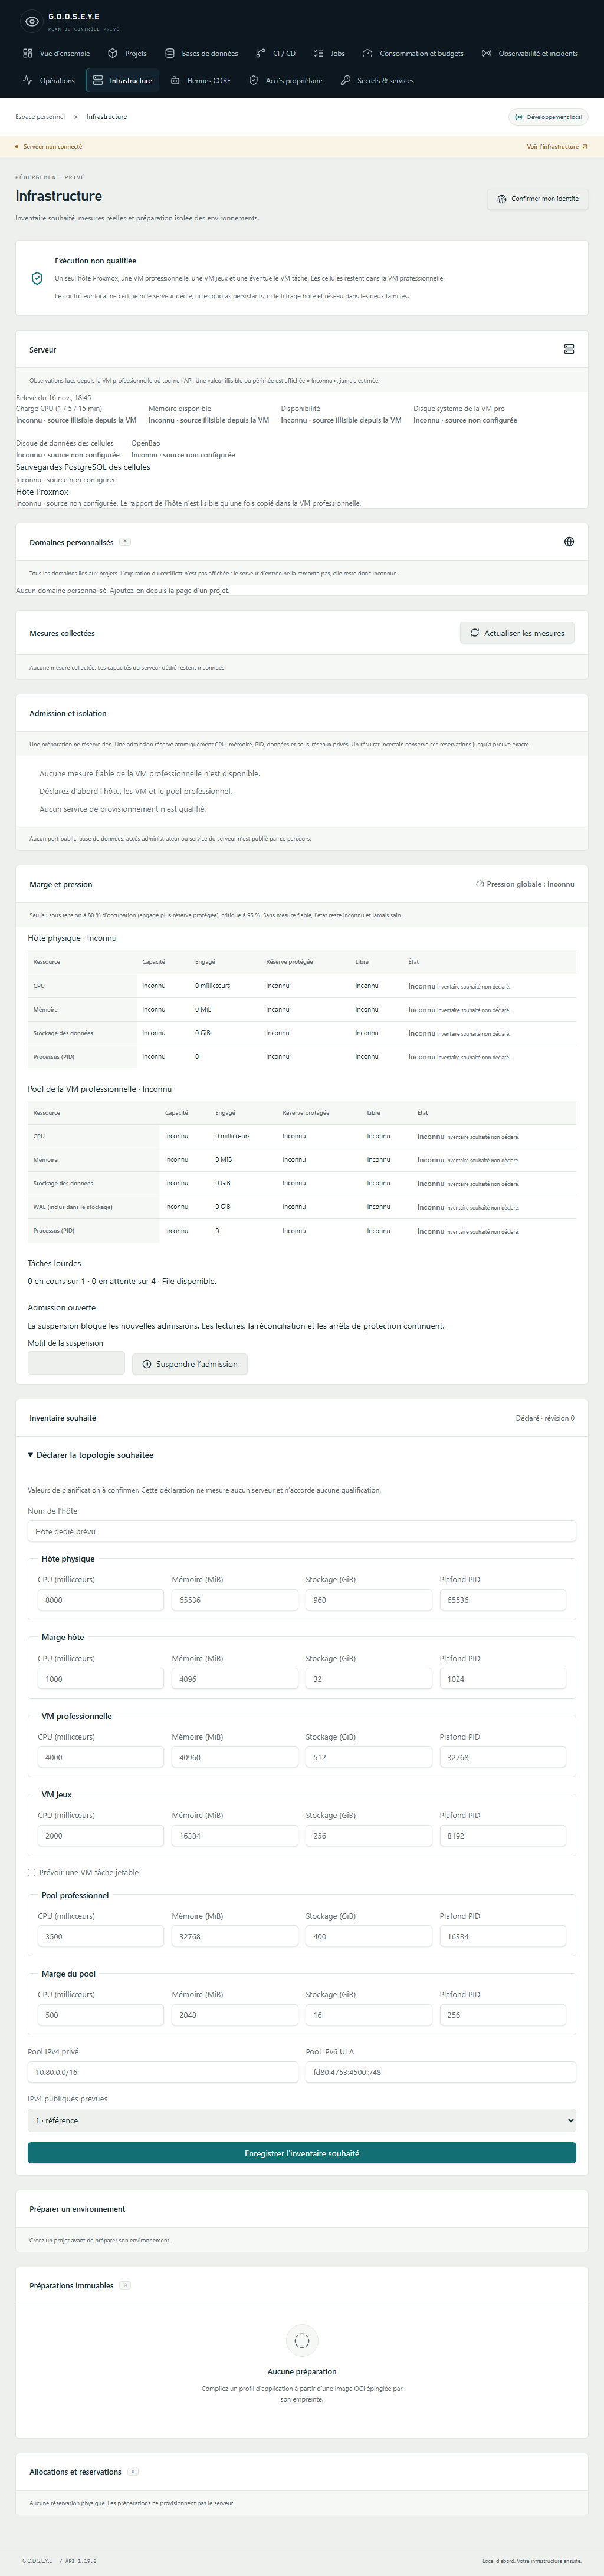 G.O.D.S.E.Y.E
PLAN DE CONTRÔLE PRIVÉ
Vue d'ensemble Projets Bases de données CI / CD Jobs Consommation et budgets Observabilité et incidents
Opérations Infrastructure Hermes CORE Accès propriétaire Secrets & services
Espace personnel Infrastructure Développement local
Serveur non connecté Voir l'infrastructure
HÉBERGEMENT PRIVÉ
Infrastructure
Confirmer mon identité
Inventaire souhaité, mesures réelles et préparation isolée des environnements.
Exécution non qualifiée
Un seul hôte Proxmox, une VM professionnelle, une VM jeux et une éventuelle VM tâche. Les cellules restent dans la VM professionnelle.
Le contrôleur local ne certifie ni le serveur dédié, ni les quotas persistants, ni le filtrage hôte et réseau dans les deux familles.
Serveur
Observations lues depuis la VM professionnelle où tourne l'API. Une valeur illisible ou périmée est affichée « inconnu », jamais estimée.
Relevé du 16 nov., 18:45
Charge CPU (1 / 5 / 15 min) Mémoire disponible Disponibilité Disque système de la VM pro
Inconnu · source illisible depuis la VM Inconnu · source illisible depuis la VM Inconnu · source illisible depuis la VM Inconnu · source non configurée
Disque de données des cellules OpenBao
Inconnu · source non configurée Inconnu · source non configurée
Sauvegardes PostgreSQL des cellules
Inconnu · source non configurée
Hôte Proxmox
Inconnu · source non configurée. Le rapport de l'hôte n'est lisible qu'une fois copié dans la VM professionnelle.
Domaines personnalisés 0
Tous les domaines liés aux projets. L'expiration du certificat n'est pas affichée : le serveur d'entrée ne la remonte pas, elle reste donc inconnue.
Aucun domaine personnalisé. Ajoutez-en depuis la page d'un projet.
Mesures collectées Actualiser les mesures
Aucune mesure collectée. Les capacités du serveur dédié restent inconnues.
Admission et isolation
Une préparation ne réserve rien. Une admission réserve atomiquement CPU, mémoire, PID, données et sous-réseaux privés. Un résultat incertain conserve ces réservations jusqu'à preuve exacte.
Aucune mesure fiable de la VM professionnelle n'est disponible.
Déclarez d'abord l'hôte, les VM et le pool professionnel.
Aucun service de provisionnement n'est qualifié.
Aucun port public, base de données, accès administrateur ou service du serveur n'est publié par ce parcours.
Marge et pression Pression globale : Inconnu
Seuils : sous tension à 80 % d'occupation (engagé plus réserve protégée), critique à 95 %. Sans mesure fiable, l'état reste inconnu et jamais sain.
Hôte physique · Inconnu
Ressource Capacité Engagé Réserve protégée Libre État
CPU Inconnu 0 millicœurs Inconnu Inconnu Inconnu Inventaire souhaité non déclaré.
Mémoire Inconnu 0 MiB Inconnu Inconnu Inconnu Inventaire souhaité non déclaré.
Stockage des données Inconnu 0 GiB Inconnu Inconnu Inconnu Inventaire souhaité non déclaré.
Processus (PID) Inconnu 0 Inconnu Inconnu Inconnu Inventaire souhaité non déclaré.
Pool de la VM professionnelle · Inconnu
Ressource Capacité Engagé Réserve protégée Libre État
CPU Inconnu 0 millicœurs Inconnu Inconnu Inconnu Inventaire souhaité non déclaré.
Mémoire Inconnu 0 MiB Inconnu Inconnu Inconnu Inventaire souhaité non déclaré.
Stockage des données Inconnu 0 GiB Inconnu Inconnu Inconnu Inventaire souhaité non déclaré.
WAL (inclus dans le stockage) Inconnu 0 GiB Inconnu Inconnu Inconnu Inventaire souhaité non déclaré.
Processus (PID) Inconnu 0 Inconnu Inconnu Inconnu Inventaire souhaité non déclaré.
Tâches lourdes
0 en cours sur 1 · 0 en attente sur 4 · File disponible.
Admission ouverte
La suspension bloque les nouvelles admissions. Les lectures, la réconciliation et les arrêts de protection continuent.
Motif de la suspension
Suspendre l'admission
Inventaire souhaité Déclaré · révision 0
Déclarer la topologie souhaitée
Valeurs de planification à confirmer. Cette déclaration ne mesure aucun serveur et n'accorde aucune qualification.
Nom de l'hôte
Hôte dédié prévu
Hôte physique
CPU (millicœurs) Mémoire (MiB) Stockage (GiB) Plafond PID
8000 65536 960 65536
Marge hôte
CPU (millicœurs) Mémoire (MiB) Stockage (GiB) Plafond PID
1000 4096 32 1024
VM professionnelle
CPU (millicœurs) Mémoire (MiB) Stockage (GiB) Plafond PID
4000 40960 512 32768
VM jeux
CPU (millicœurs) Mémoire (MiB) Stockage (GiB) Plafond PID
2000 16384 256 8192
Prévoir une VM tâche jetable
Pool professionnel
CPU (millicœurs) Mémoire (MiB) Stockage (GiB) Plafond PID
3500 32768 400 16384
Marge du pool
CPU (millicœurs) Mémoire (MiB) Stockage (GiB) Plafond PID
500 2048 16 256
Pool IPv4 privé Pool IPv6 ULA
10.80.0.0/16 fd80:4753:4500::/48
IPv4 publiques prévues
1 · référence
Enregistrer l'inventaire souhaité
Préparer un environnement
Créez un projet avant de préparer son environnement.
Préparations immuables 0
Aucune préparation
Compilez un profil d'application à partir d'une image OCI épinglée par
son empreinte.
Allocations et réservations 0
Aucune réservation physique. Les préparations ne provisionnent pas le serveur.
G.O.D.S.E.Y.E / API 1.19.0 Local d'abord. Votre infrastructure ensuite.